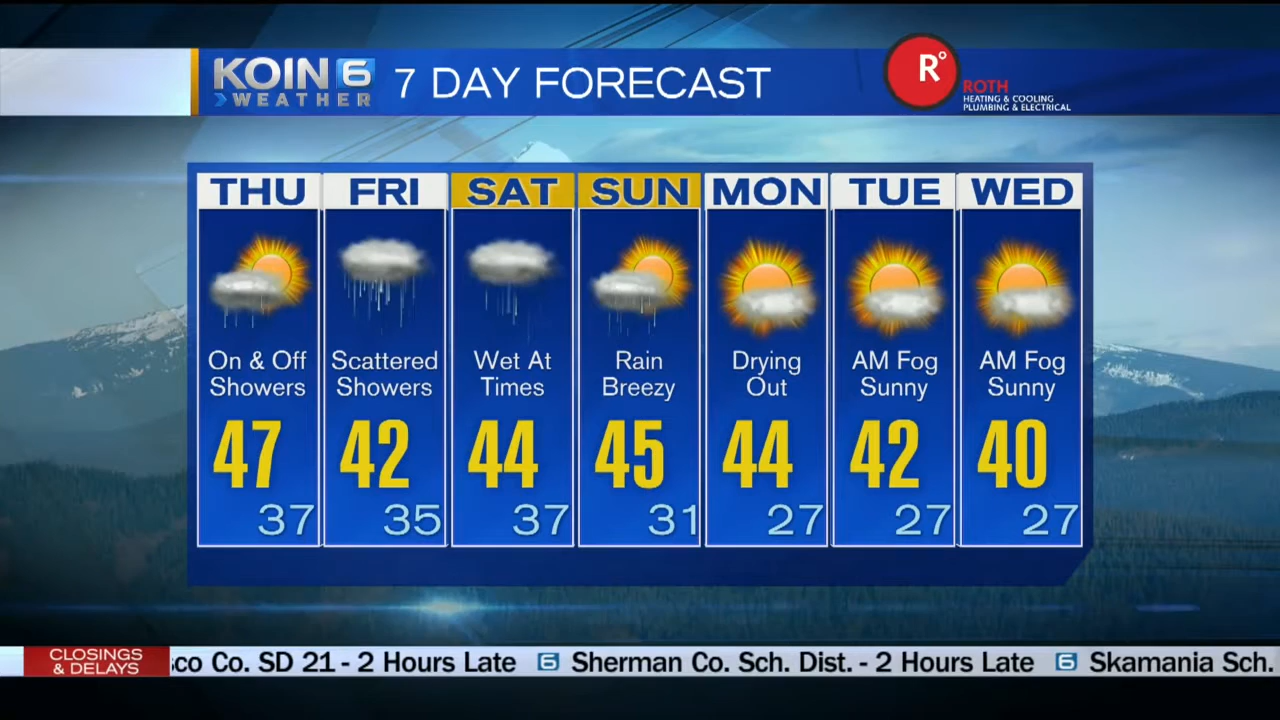 KOIN 6
WEATHER
7 DAY FORECAST
R°
ROTH
HEATING & COOLING
PLUMBING & ELECTRICAL
THU FRI SAT SUN MON TUE WED
On & Off Scattered Wet At Rain Drying AM Fog AM Fog
Showers Showers Times Breezy Out Sunny Sunny
47 42 44 45 44 42 40
37 35 37 31 27 27 27
CLOSINGS
& DELAYS
sco Co. SD 21 - 2 Hours Late 6 Sherman Co. Sch. Dist. - 2 Hours Late 6 Skamania Sch.